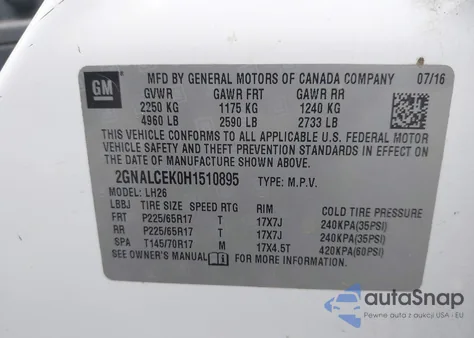 GM
MFD BY GENERAL MOTORS OF CANADA COMPANY 07/16
GVWR GAWR FRT GAWR RR
2250 KG 1175 KG 1240 KG
4960 LB 2590 LB 2733 LB
THIS VEHICLE CONFORMS TO ALL APPLICABLE U.S. FEDERAL MOTOR
VEHICLE SAFETY AND THEFT PREVENTION STANDARDS IN EFFECT ON
THE DATE OF MANUFACTURE SHOWN ABOVE.
2GNALCEK0H1510895 TYPE: M.P.V.
MODEL: LH26
LBBJ TIRE SIZE SPEED RTG RIM COLD TIRE PRESSURE
FRT P225/65R17 T 17X7J 240KPA(35PSI)
RR P225/65R17 T 17X7J 240KPA(35PSI)
SPA T145/70R17 M 17X4.5T 420KPA(60PSI)
SEE OWNER'S MANUAL FOR MORE INFORMATION.
autoSnap
Pewne auta z USA - EU